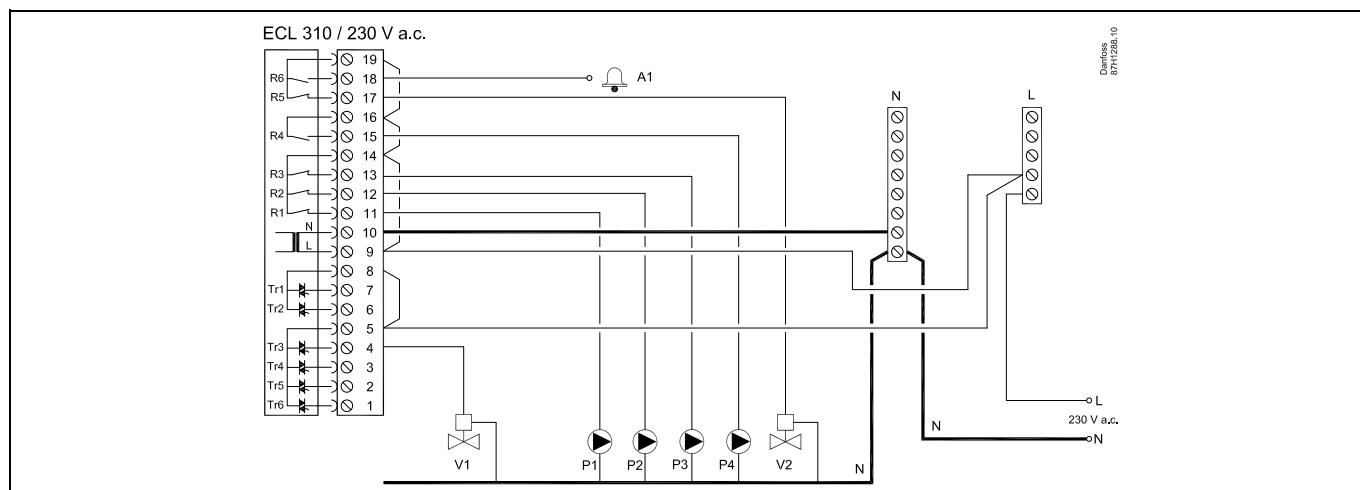 ECL 310 / 230 V a.c.
Danfoss
87H1288.10
19
R6 18 A1
R5 17 N L
16
R4 15
14
R3 13
R2 12
R1 11
N 10
L 9
8
Tr1 7
Tr2 6
5
Tr3 4
Tr4 3
Tr5 2
Tr6 1
L
230 V a.c.
N N
V1 P1 P2 P3 P4 V2 N